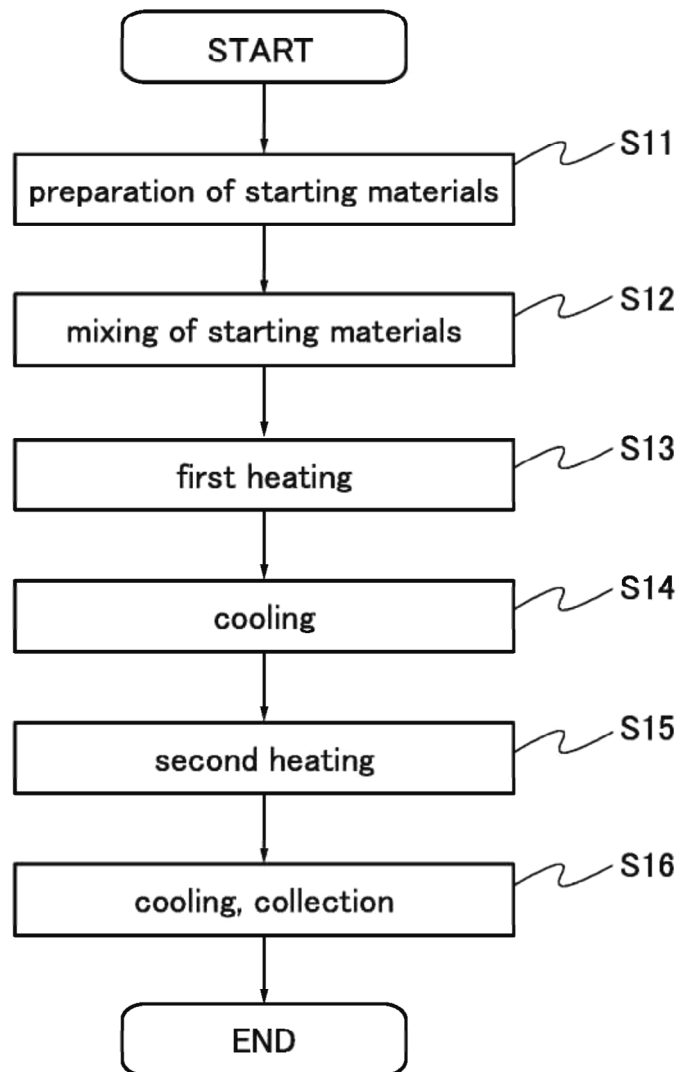 START
preparation of starting materials
S11
mixing of starting materials
S12
first heating
S13
cooling
S14
second heating
S15
cooling, collection
S16
END